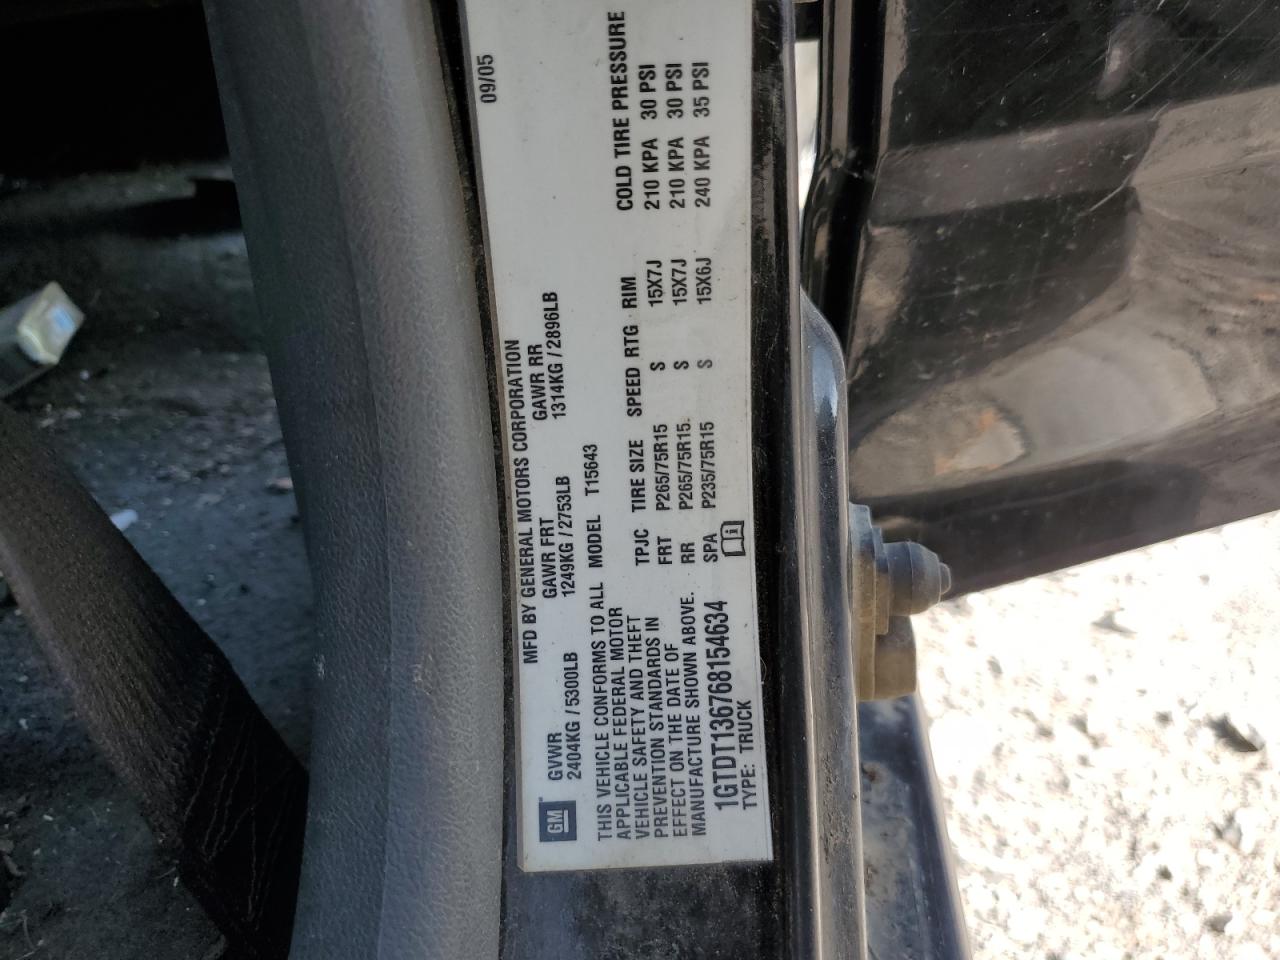 09/05
MFD BY GENERAL MOTORS CORPORATION
GM
GVWR GAWR FRT GAWR RR
2404KG / 5300LB 1249KG / 2753LB 1314KG / 2896LB
THIS VEHICLE CONFORMS TO ALL
APPLICABLE FEDERAL MOTOR
VEHICLE SAFETY AND THEFT
PREVENTION STANDARDS IN
EFFECT ON THE DATE OF
MANUFACTURE SHOWN ABOVE.
1GTDT136768154634
TYPE: TRUCK
MODEL T15643
TPJC TIRE SIZE SPEED RTG RIM COLD TIRE PRESSURE
FRT P265/75R15 S 15X7J 210 KPA 30 PSI
RR P265/75R15 S 15X7J 210 KPA 30 PSI
SPA P235/75R15 S 15X6J 240 KPA 35 PSI